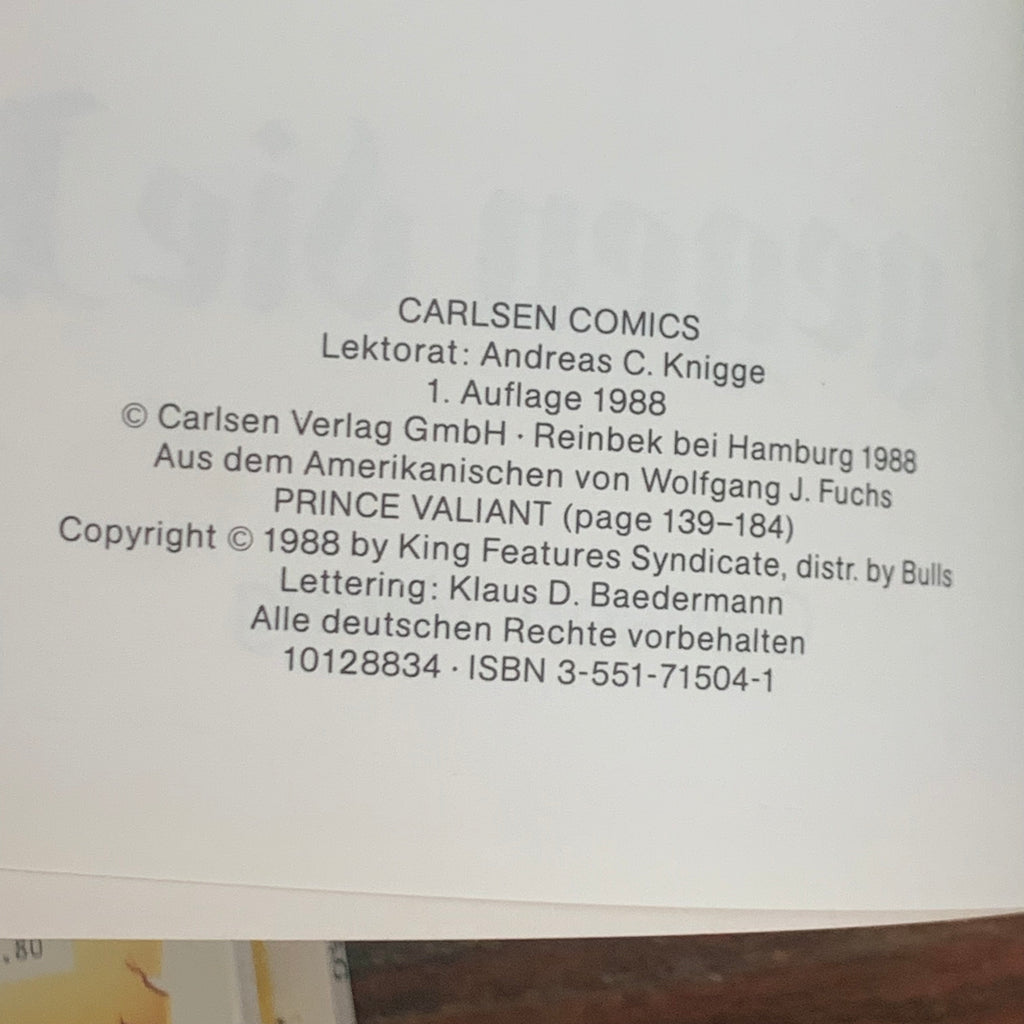 CARLSEN COMICS
Lektorat: Andreas C. Knigge
1. Auflage 1988
© Carlsen Verlag GmbH · Reinbek bei Hamburg 1988
Aus dem Amerikanischen von Wolfgang J. Fuchs
PRINCE VALIANT (page 139–184)
Copyright © 1988 by King Features Syndicate, distr. by Bulls
Lettering: Klaus D. Baedermann
Alle deutschen Rechte vorbehalten
10128834 · ISBN 3-551-71504-1
.80